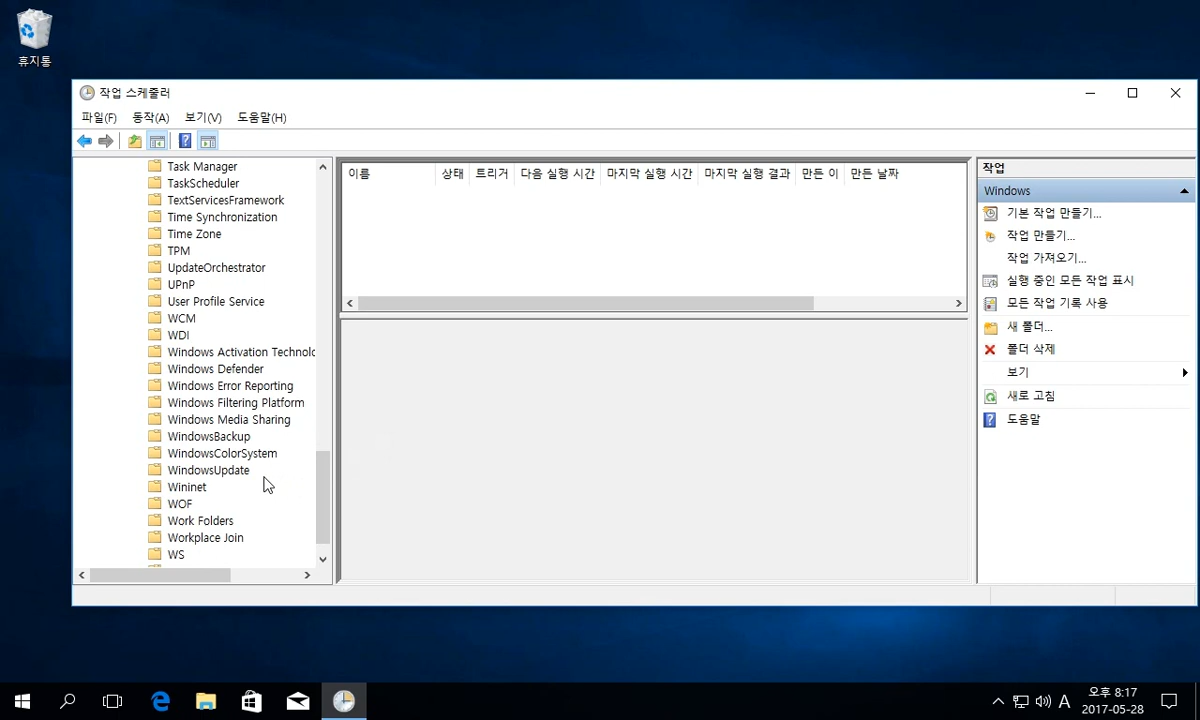 휴지통
작업 스케줄러
파일(F) 동작(A) 보기(V) 도움말(H)
Task Manager
TaskScheduler
TextServicesFramework
Time Synchronization
Time Zone
TPM
UpdateOrchestrator
UPnP
User Profile Service
WCM
WDI
Windows Activation Technolo
Windows Defender
Windows Error Reporting
Windows Filtering Platform
Windows Media Sharing
WindowsBackup
WindowsColorSystem
WindowsUpdate
Wininet
WOF
Work Folders
Workplace Join
WS
이름 상태 트리거 다음 실행 시간 마지막 실행 시간 마지막 실행 결과 만든 이 만든 날짜
작업
Windows
기본 작업 만들기...
작업 만들기...
작업 가져오기...
실행 중인 모든 작업 표시
모든 작업 기록 사용
새 폴더...
폴더 삭제
보기
새로 고침
도움말
A
오후 8:17
2017-05-28